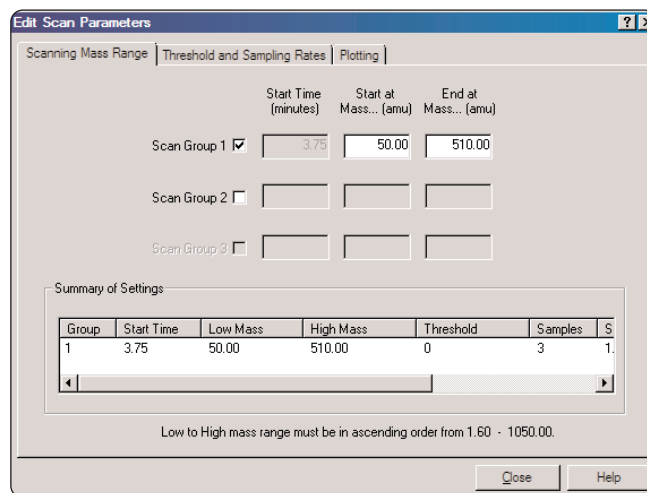 Edit Scan Parameters
Scanning Mass Range Threshold and Sampling Rates Plotting
Start Time (minutes) Start at Mass... (amu) End at Mass... (amu)
Scan Group 1 3.75 50.00 510.00
Scan Group 2
Scan Group 3
Summary of Settings
Group Start Time Low Mass High Mass Threshold Samples S
1 3.75 50.00 510.00 0 3 1.
Low to High mass range must be in ascending order from 1.60 - 1050.00.
Close Help